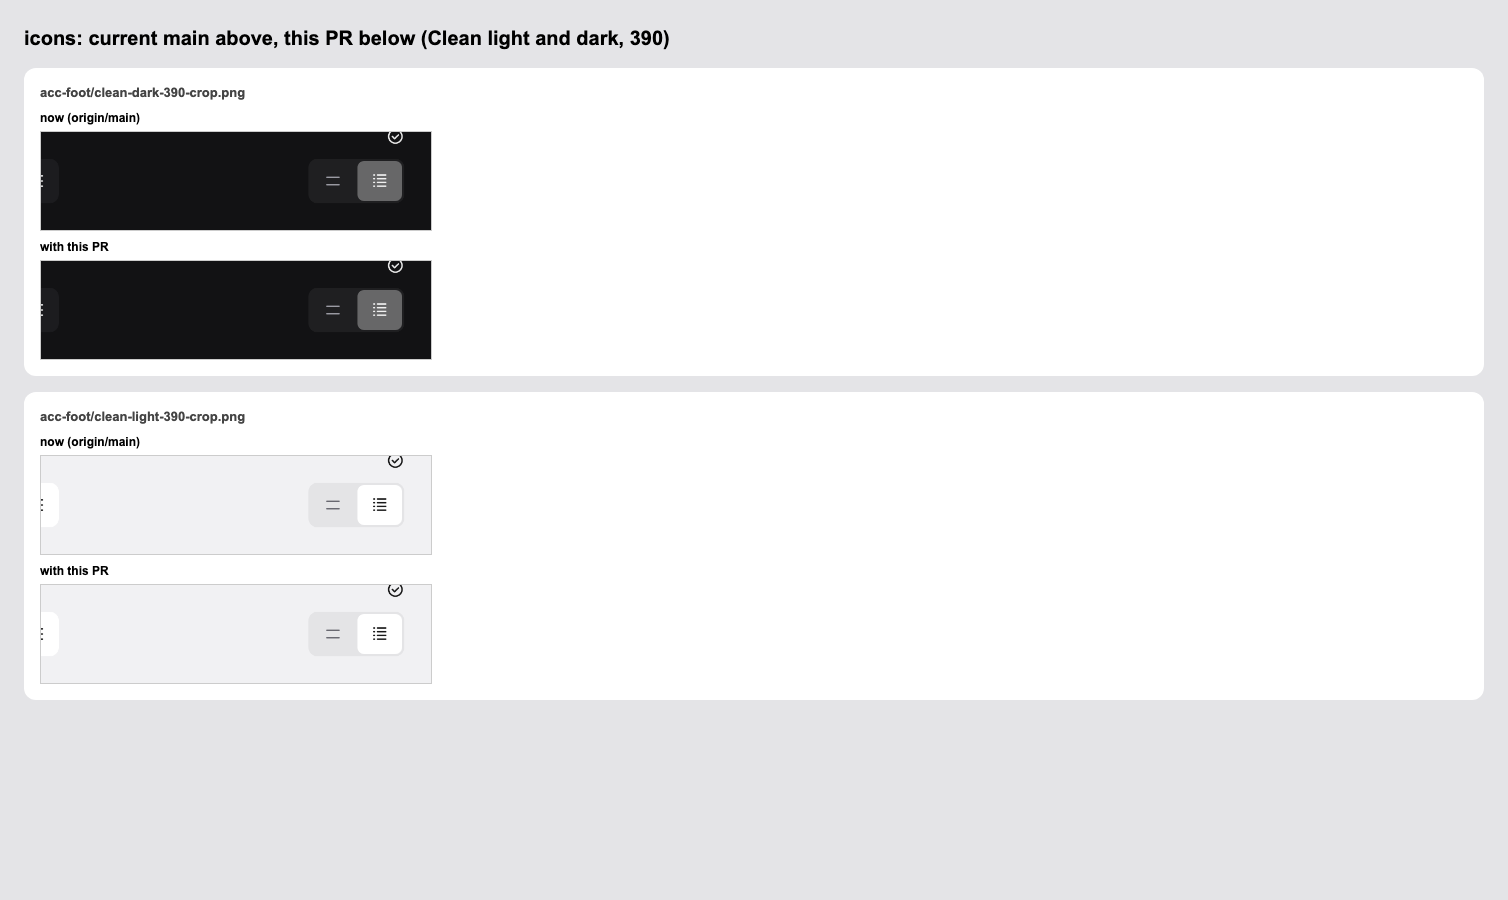 icons: current main above, this PR below (Clean light and dark, 390)
acc-foot/clean-dark-390-crop.png
now (origin/main)
with this PR
acc-foot/clean-light-390-crop.png
now (origin/main)
with this PR